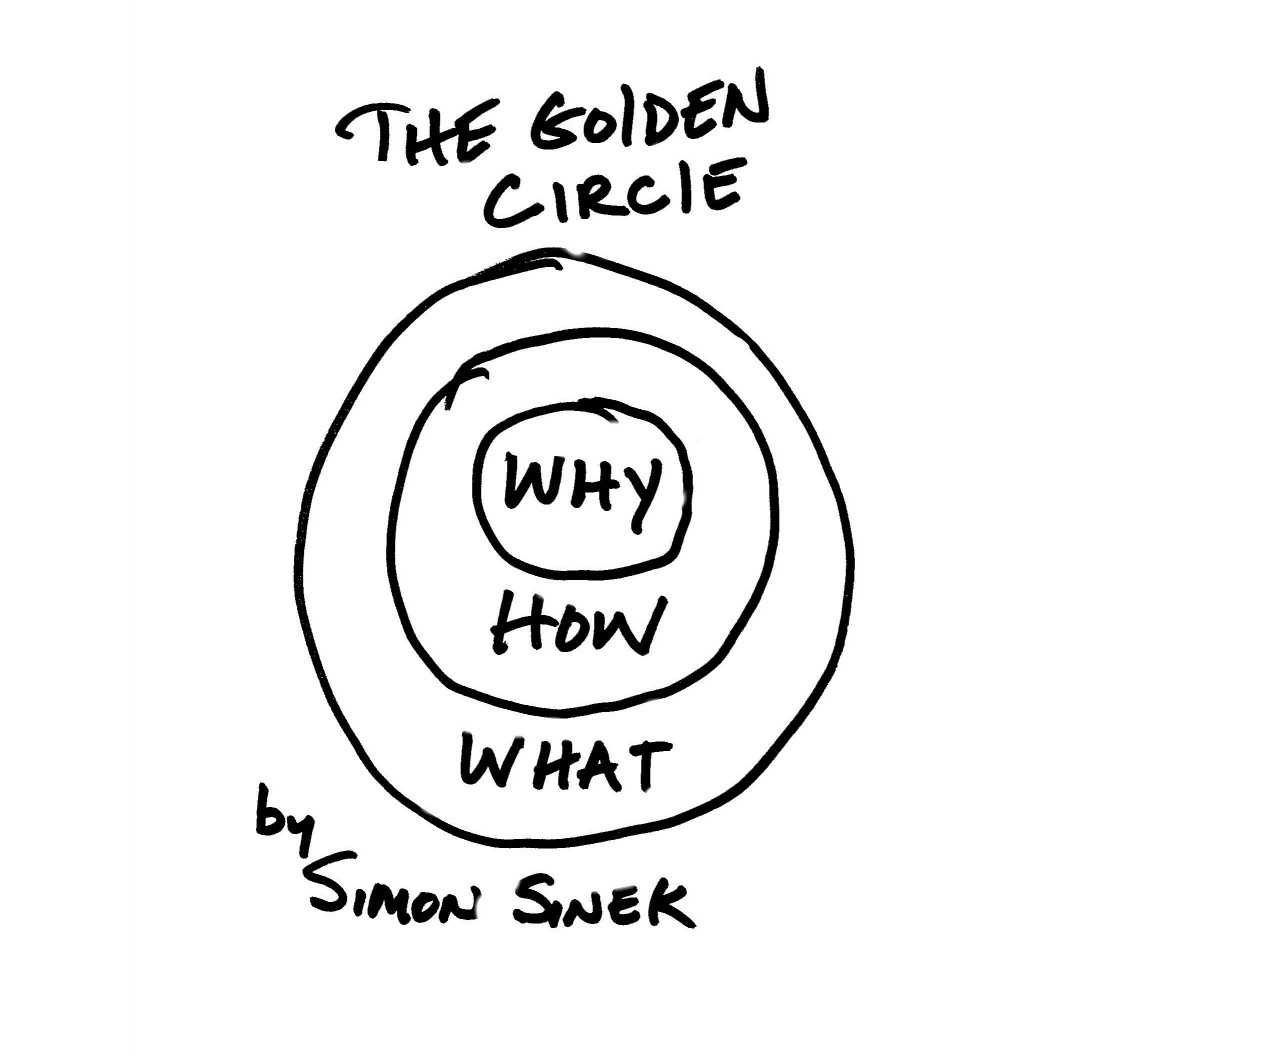 THE GOlDEN
CIRClE
WHY
HOW
WHAT
by
SIMON SINEK